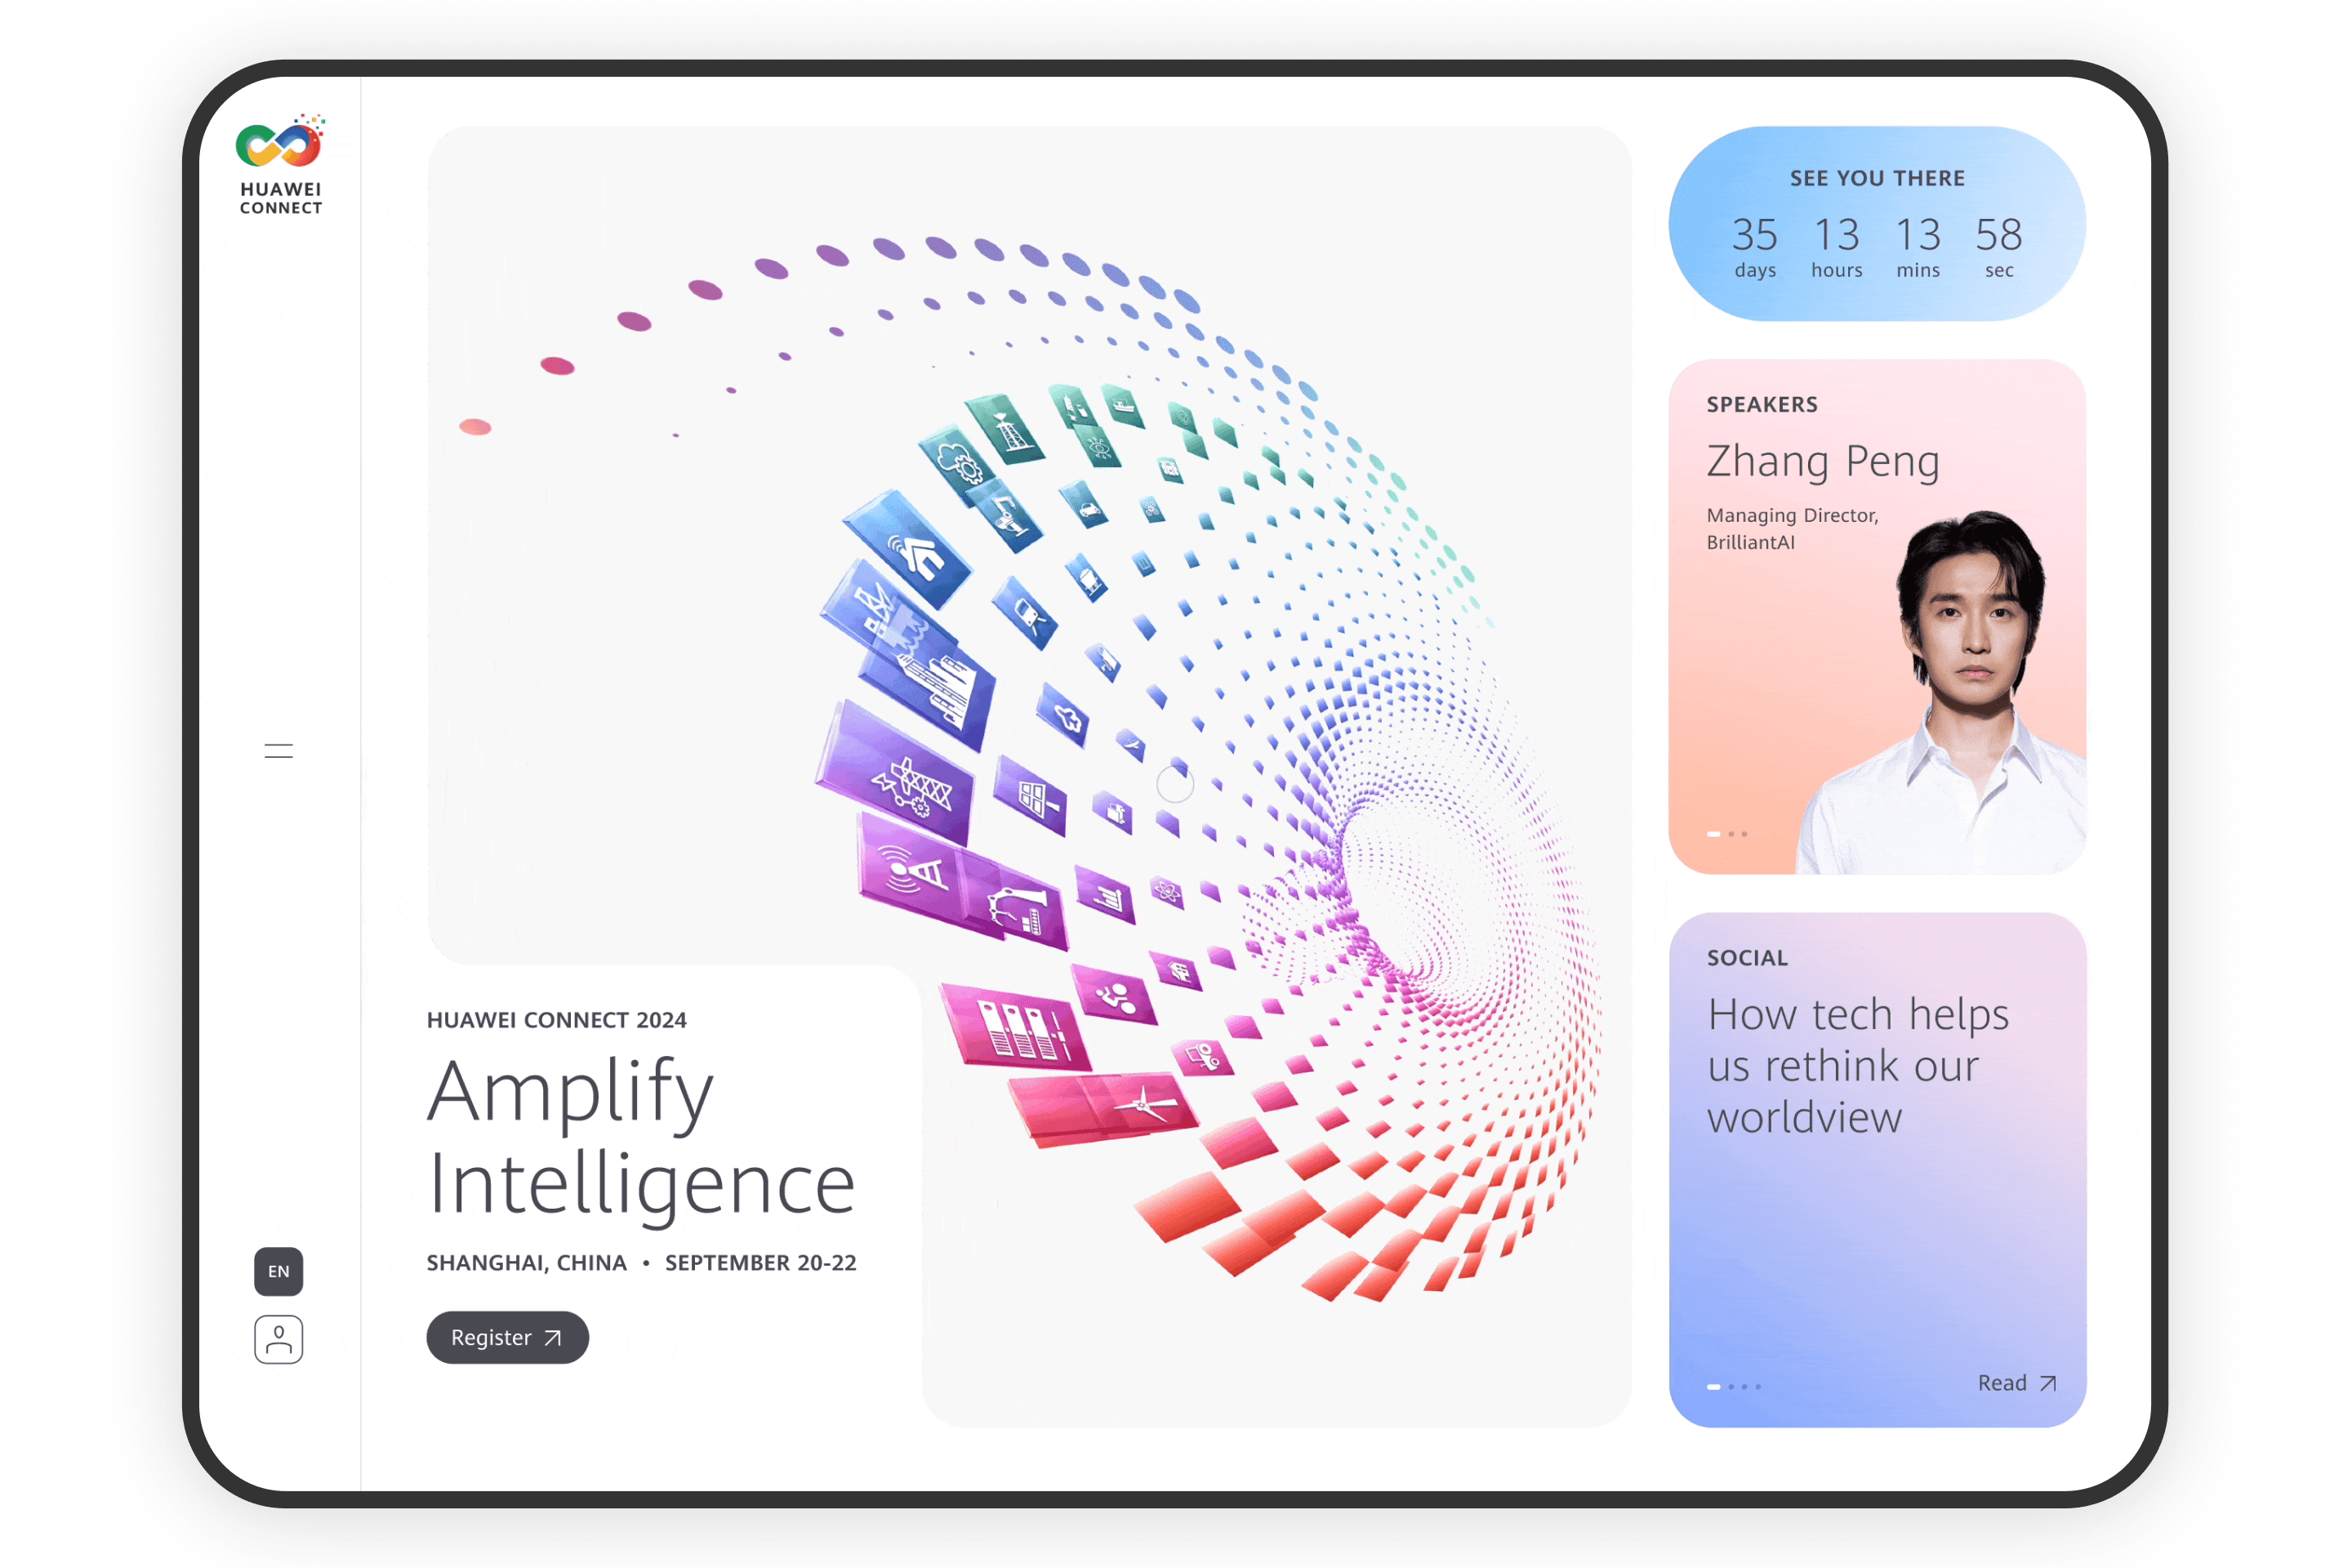 HUAWEI
CONNECT
EN
HUAWEI CONNECT 2024
Amplify
Intelligence
SHANGHAI, CHINA • SEPTEMBER 20-22
Register
SEE YOU THERE
35 13 13 58
days hours mins sec
SPEAKERS
Zhang Peng
Managing Director,
BrilliantAI
SOCIAL
How tech helps
us rethink our
worldview
Read